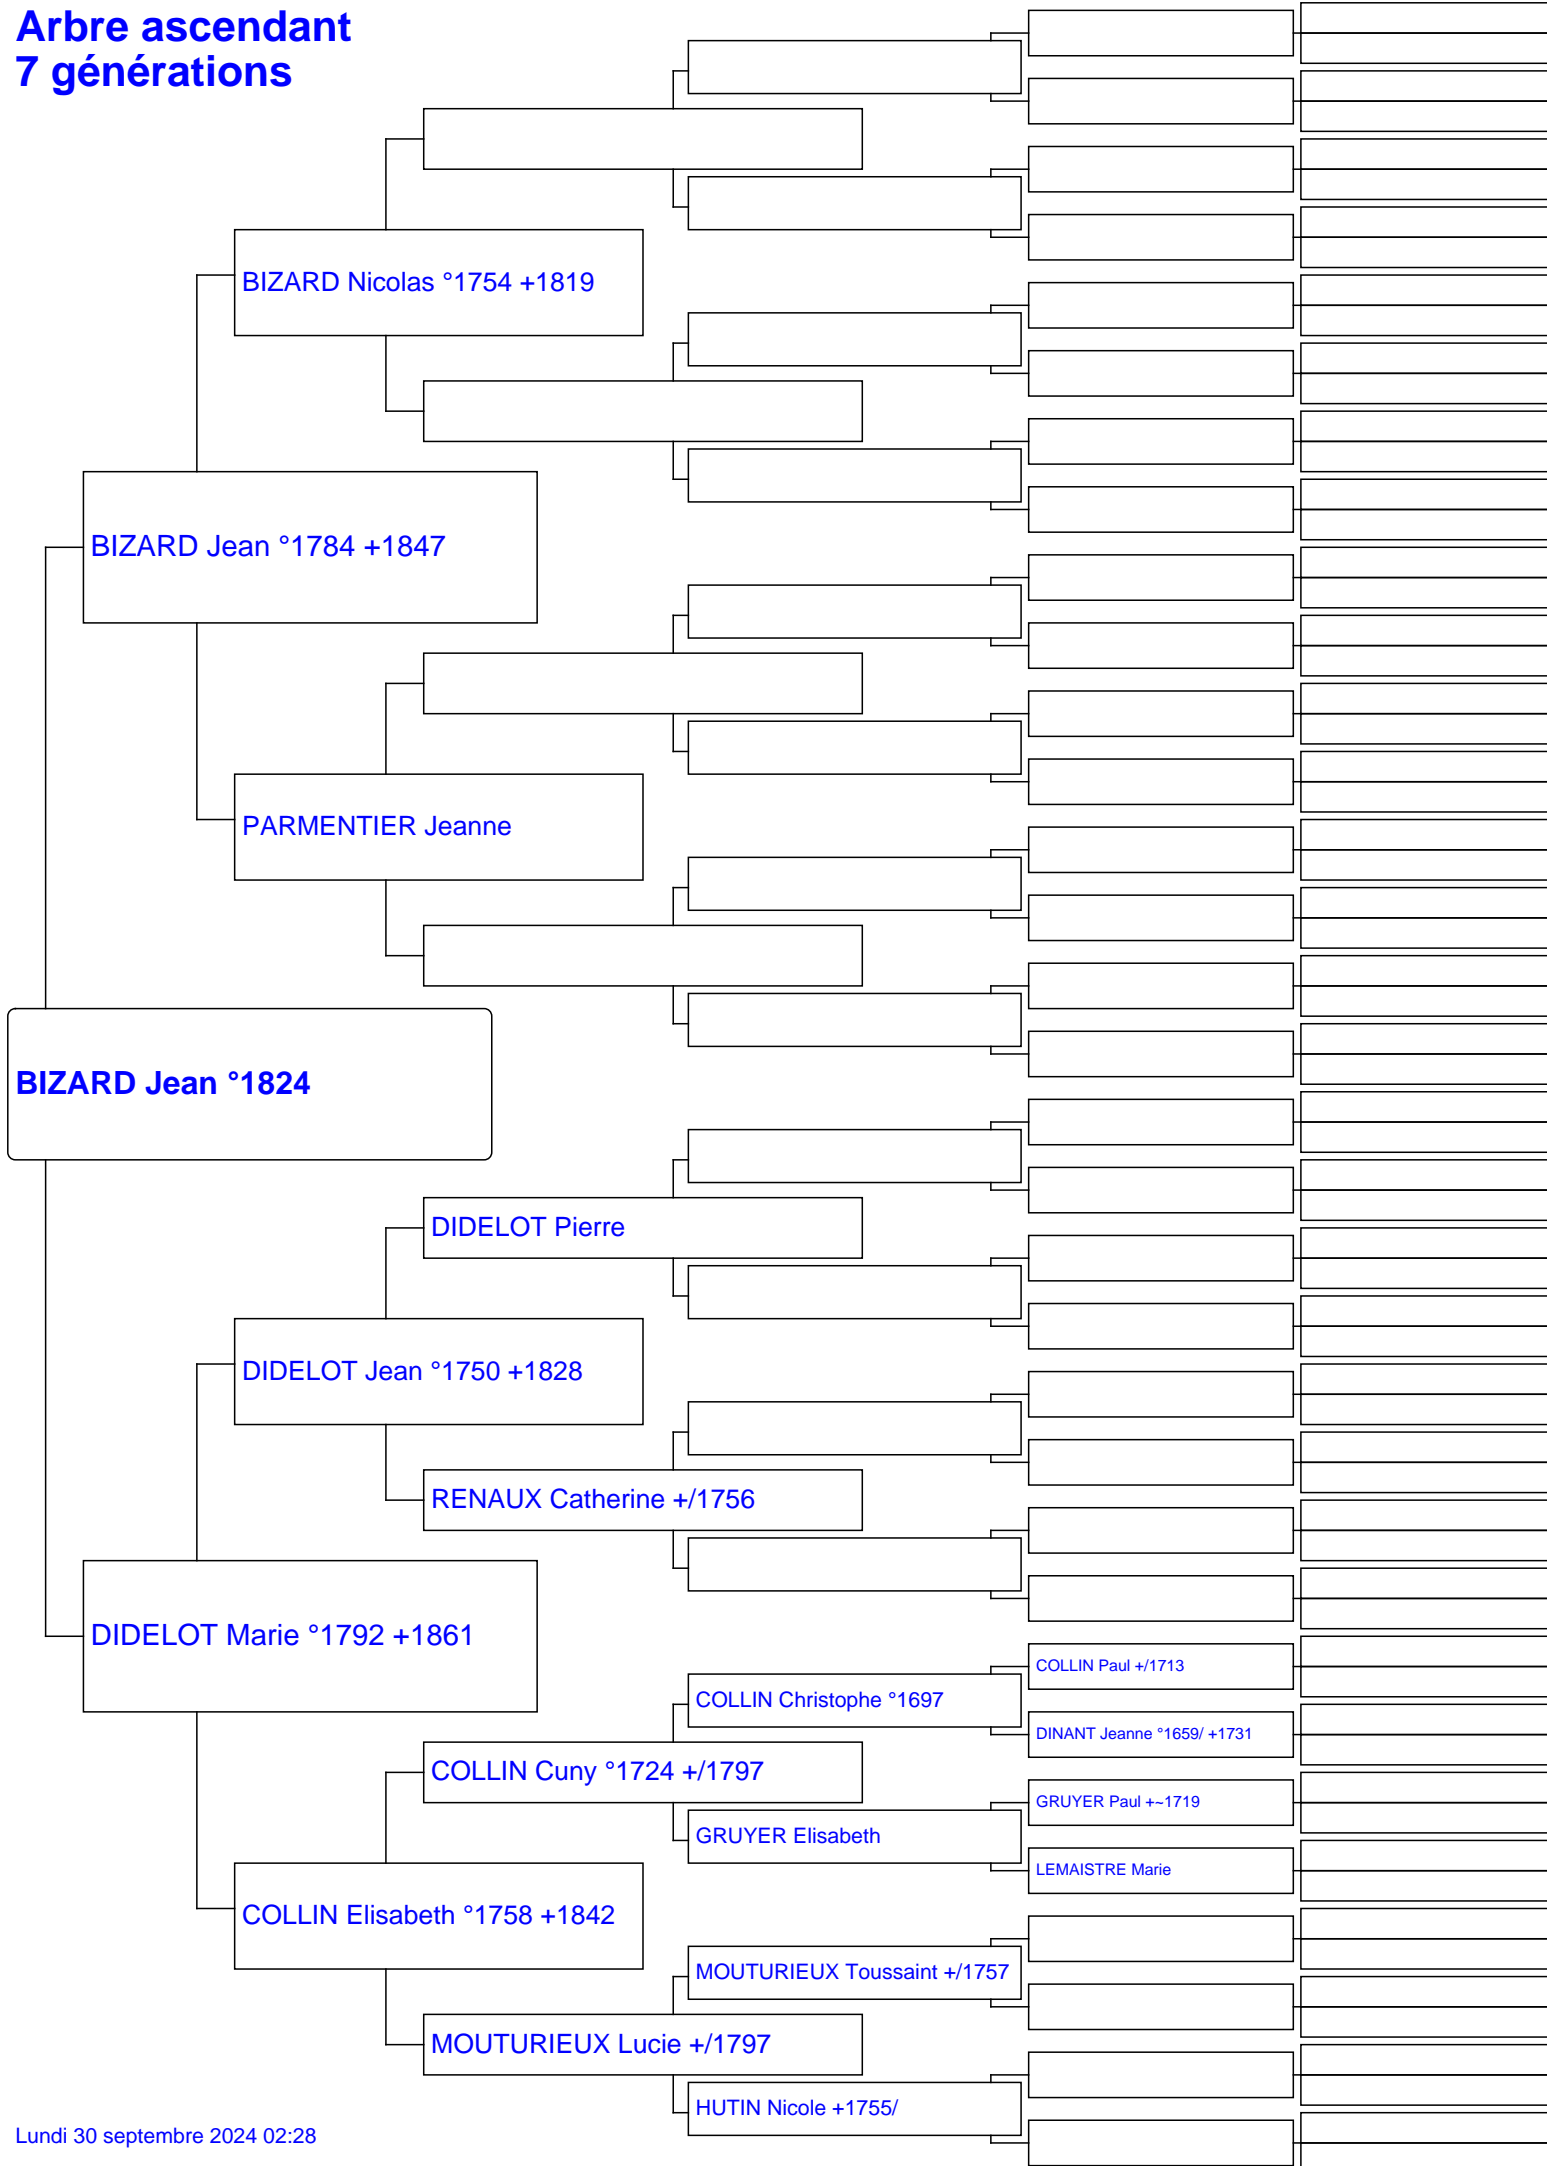 Arbre ascendant
7 générations
BIZARD Nicolas °1754 +1819
BIZARD Jean °1784 +1847
PARMENTIER Jeanne
BIZARD Jean °1824
DIDELOT Pierre
DIDELOT Jean °1750 +1828
RENAUX Catherine +/1756
DIDELOT Marie °1792 +1861
COLLIN Paul +/1713
COLLIN Christophe °1697
DINANT Jeanne °1659/ +1731
COLLIN Cuny °1724 +/1797
GRUYER Paul +~1719
GRUYER Elisabeth
LEMAISTRE Marie
COLLIN Elisabeth °1758 +1842
MOUTURIEUX Toussaint +/1757
MOUTURIEUX Lucie +/1797
HUTIN Nicole +1755/
Lundi 30 septembre 2024 02:28